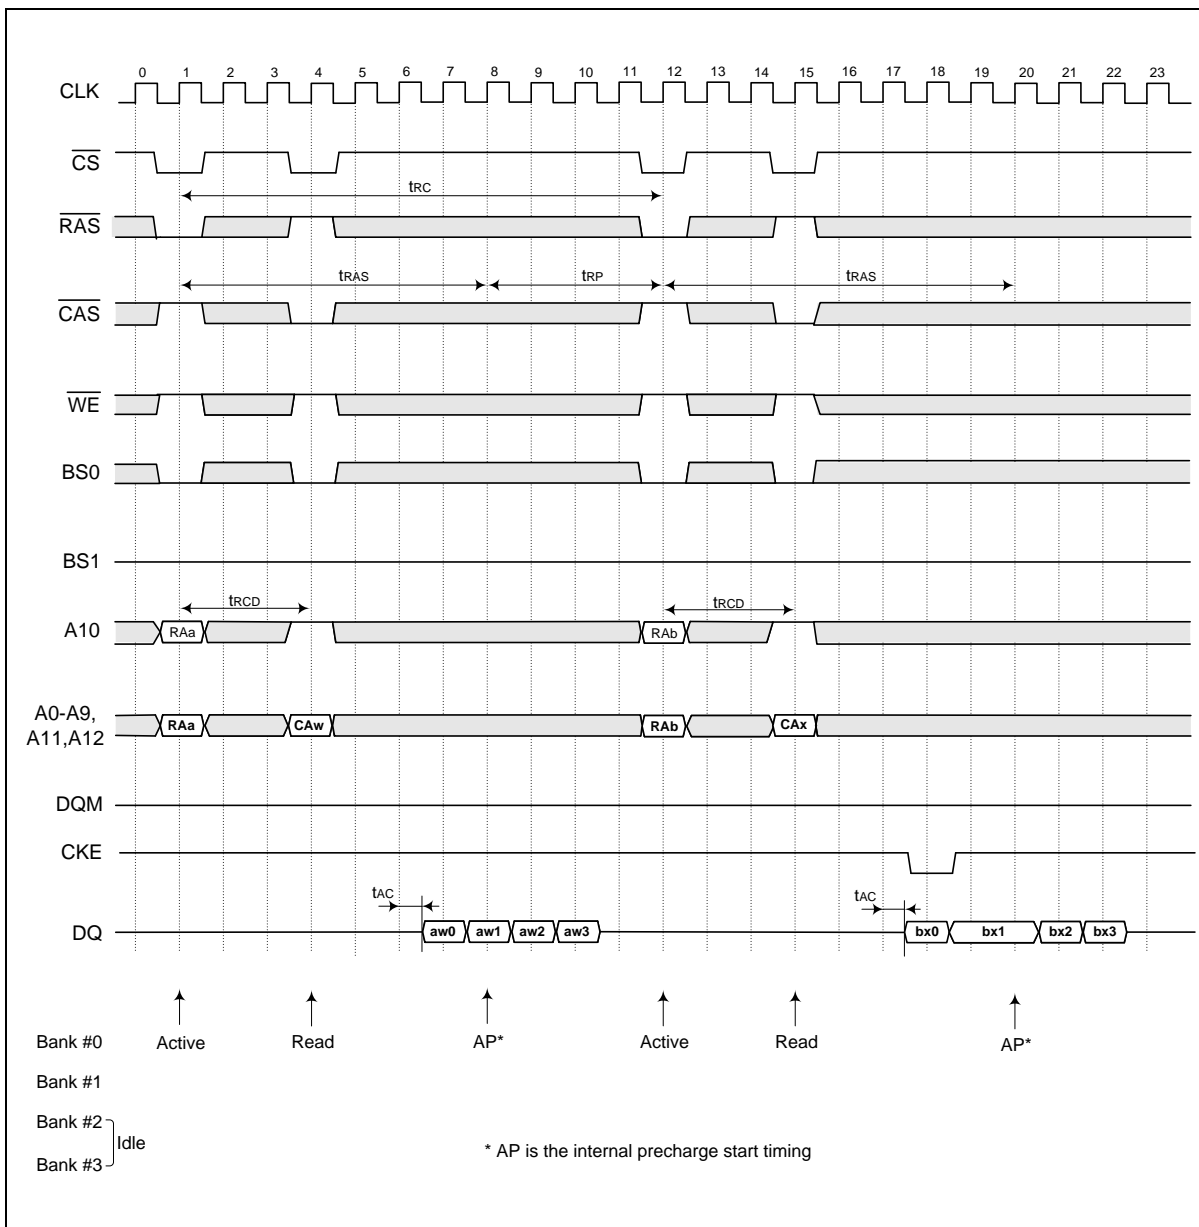 0 1 2 3 4 5 6 7 8 9 10 11 12 13 14 15 16 17 18 19 20 21 22 23
CLK
CS
tRC
RAS
tRAS tRP tRAS
CAS
WE
BS0
BS1
tRCD tRCD
A10 RAa RAb
A0-A9,
A11,A12
RAa CAw RAb CAx
DQM
CKE
tAC tAC
DQ aw0 aw1 aw2 aw3 bx0 bx1 bx2 bx3
Bank #0 Active Read AP* Active Read AP*
Bank #1
Bank #2
Idle
Bank #3
* AP is the internal precharge start timing